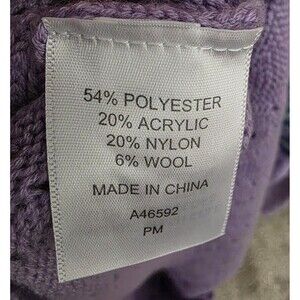 54% POLYESTER
20% ACRYLIC
20% NYLON
6% WOOL
MADE IN CHINA
A46592
PM